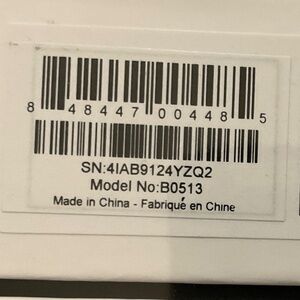 8 48447 00448 5
SN:4IAB9124YZQ2
Model No:B0513
Made in China - Fabriqué en Chine